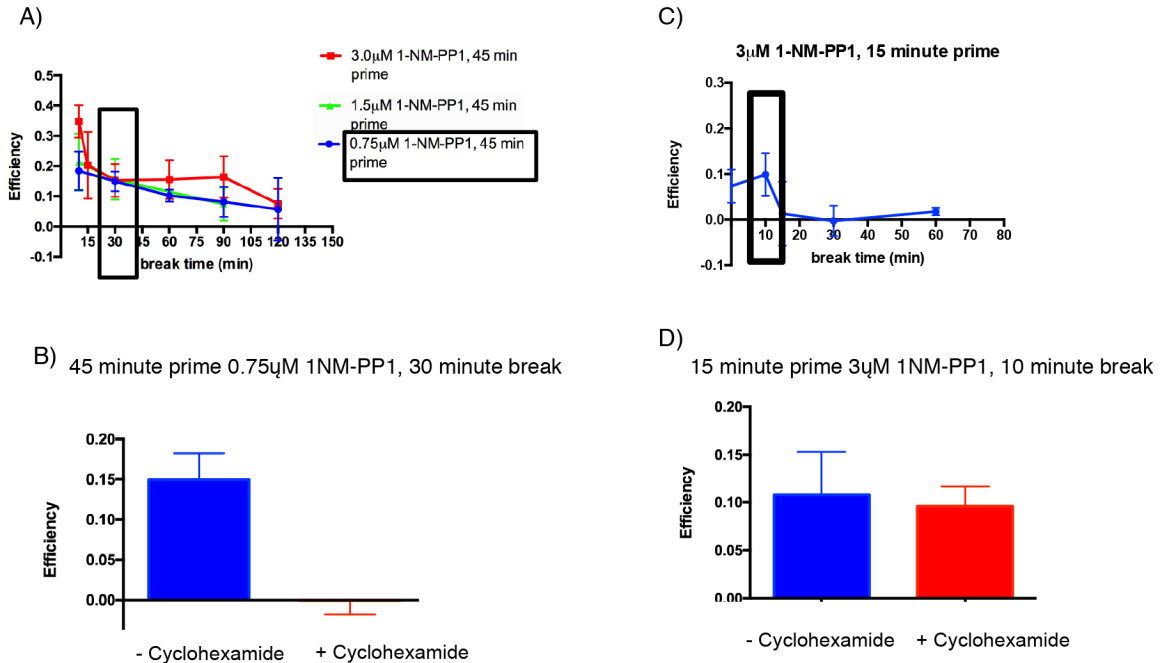 A)
Efficiency
0.5
0.4
0.3
0.2
0.1
0.0
-0.1
15 30 45 60 75 90 105 120 135 150
break time (min)
3.0μM 1-NM-PP1, 45 min
prime
1.5μM 1-NM-PP1, 45 min
prime
0.75μM 1-NM-PP1, 45 min
prime
C)
3μM 1-NM-PP1, 15 minute prime
Efficiency
0.3
0.2
0.1
0.0
-0.1
10 20 30 40 50 60 70 80
break time (min)
B)
45 minute prime 0.75ųM 1NM-PP1, 30 minute break
Efficiency
0.20
0.15
0.10
0.05
0.00
- Cyclohexamide + Cyclohexamide
D)
15 minute prime 3ųM 1NM-PP1, 10 minute break
Efficiency
0.20
0.15
0.10
0.05
0.00
- Cyclohexamide + Cyclohexamide